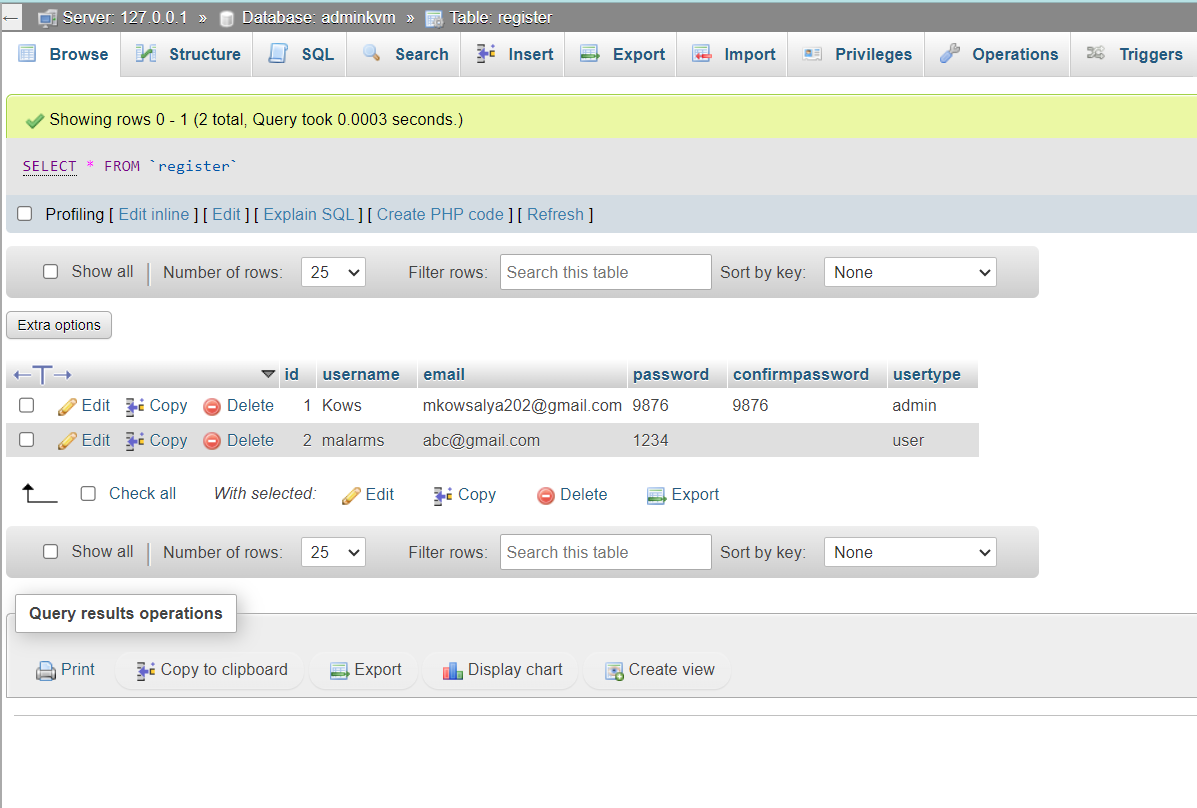 ← Server: 127.0.0.1 » Database: adminkvm » Table: register
Browse Structure SQL Search Insert Export Import Privileges Operations Triggers
Showing rows 0 - 1 (2 total, Query took 0.0003 seconds.)
SELECT * FROM `register`
Profiling [ Edit inline ] [ Edit ] [ Explain SQL ] [ Create PHP code ] [ Refresh ]
Show all Number of rows: 25 Filter rows: Search this table Sort by key: None
Extra options
←T→ id username email password confirmpassword usertype
Edit Copy Delete 1 Kows mkowsalya202@gmail.com 9876 9876 admin
Edit Copy Delete 2 malarms abc@gmail.com 1234 user
Check all With selected: Edit Copy Delete Export
Show all Number of rows: 25 Filter rows: Search this table Sort by key: None
Query results operations
Print Copy to clipboard Export Display chart Create view